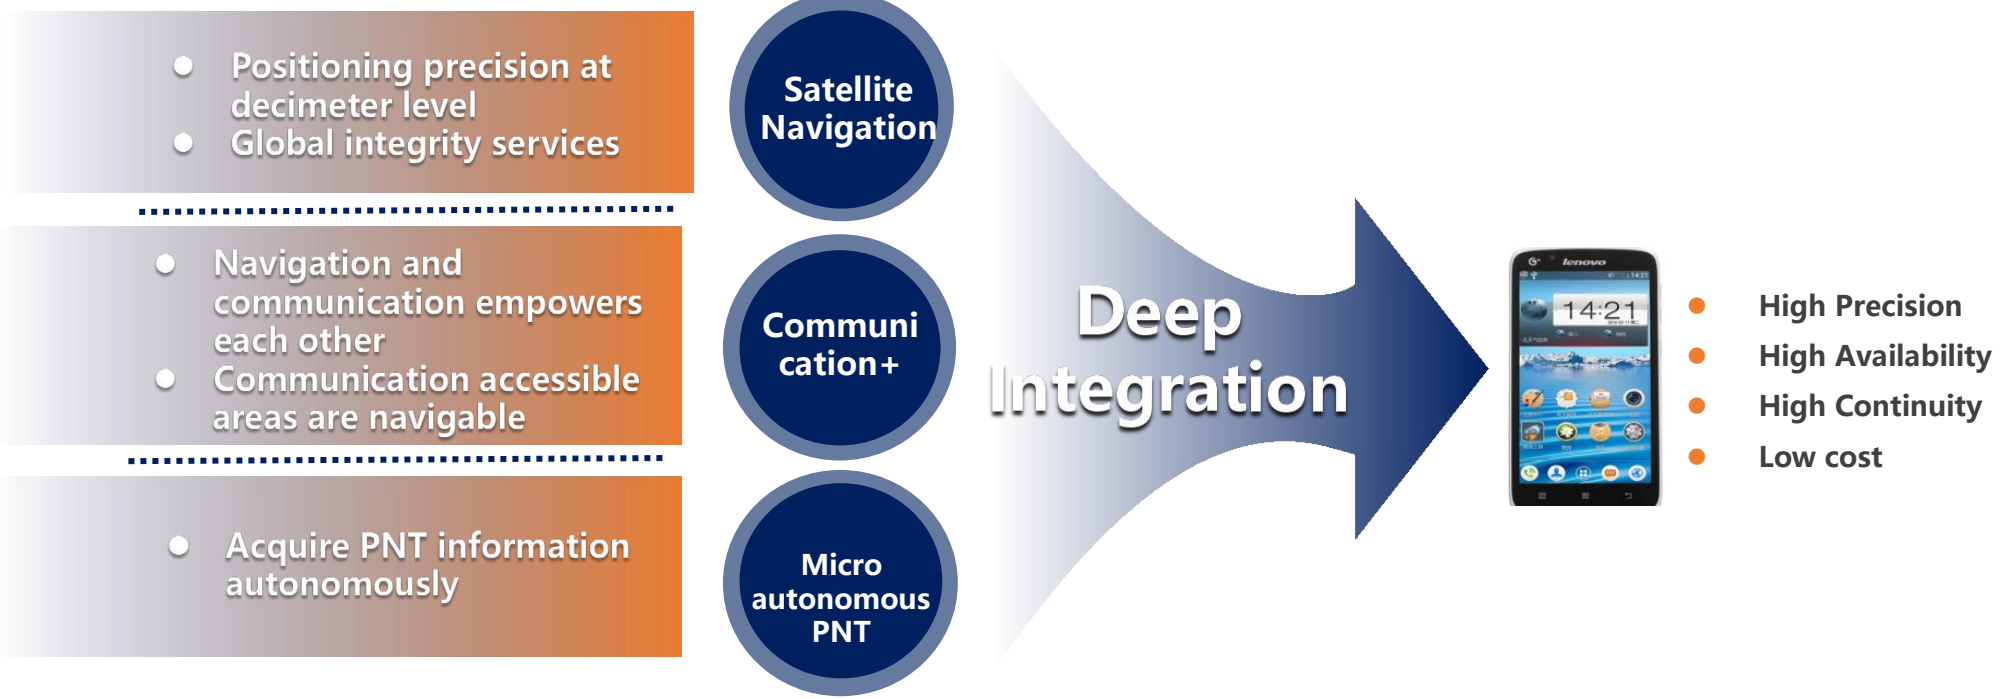 Positioning precision at
decimeter level
Global integrity services
Satellite
Navigation
Navigation and
communication empowers
each other
Communication accessible
areas are navigable
Communi
cation+
Acquire PNT information
autonomously
Micro
autonomous
PNT
Deep
Integration
lenovo
14:21
High Precision
High Availability
High Continuity
Low cost